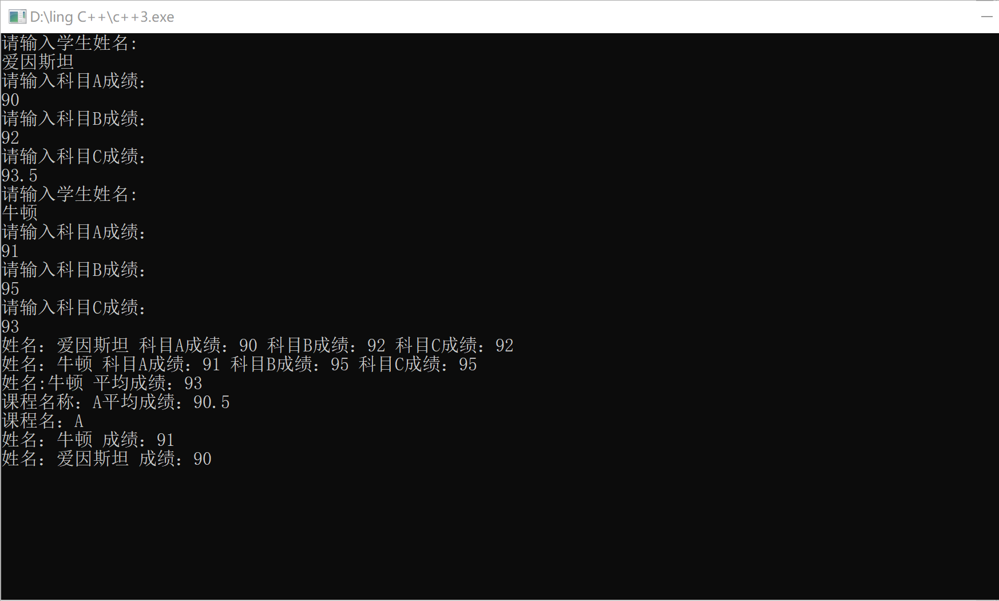 D:\ling C++\c++3.exe
请输入学生姓名:
爱因斯坦
请输入科目A成绩：
90
请输入科目B成绩：
92
请输入科目C成绩：
93.5
请输入学生姓名:
牛顿
请输入科目A成绩：
91
请输入科目B成绩：
95
请输入科目C成绩：
93
姓名：爱因斯坦 科目A成绩：90 科目B成绩：92 科目C成绩：92
姓名：牛顿 科目A成绩：91 科目B成绩：95 科目C成绩：95
姓名:牛顿 平均成绩：93
课程名称：A平均成绩：90.5
课程名：A
姓名：牛顿 成绩：91
姓名：爱因斯坦 成绩：90